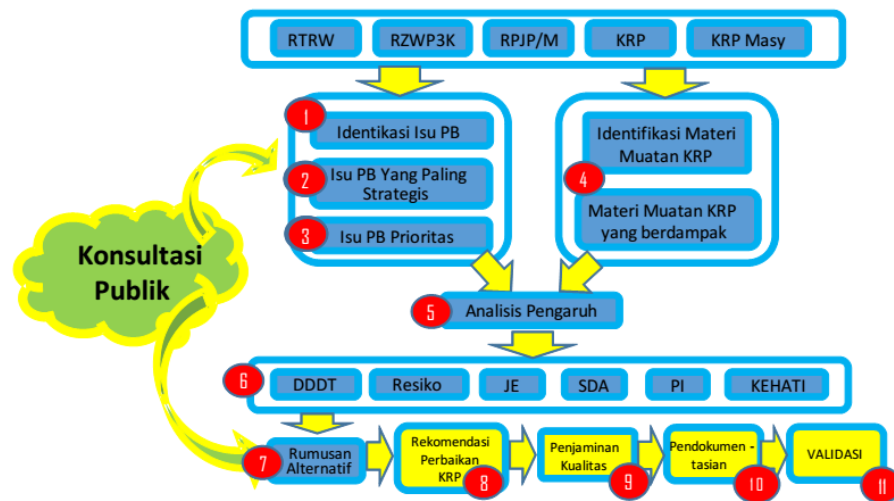 RTRW
RZWP3K
RPJP/M
KRP
KRP Masy
1
Identikasi Isu PB
2
Isu PB Yang Paling
Strategis
3
Isu PB Prioritas
Identifikasi Materi
Muatan KRP
4
Materi Muatan KRP
yang berdampak
Konsultasi
Publik
5
Analisis Pengaruh
6
DDDT
Resiko
JE
SDA
PI
KEHATI
7
Rumusan
Alternatif
Rekomendasi
Perbaikan
KRP
8
Penjaminan
Kualitas
9
Pendokumen -
tasian
10
VALIDASI
11